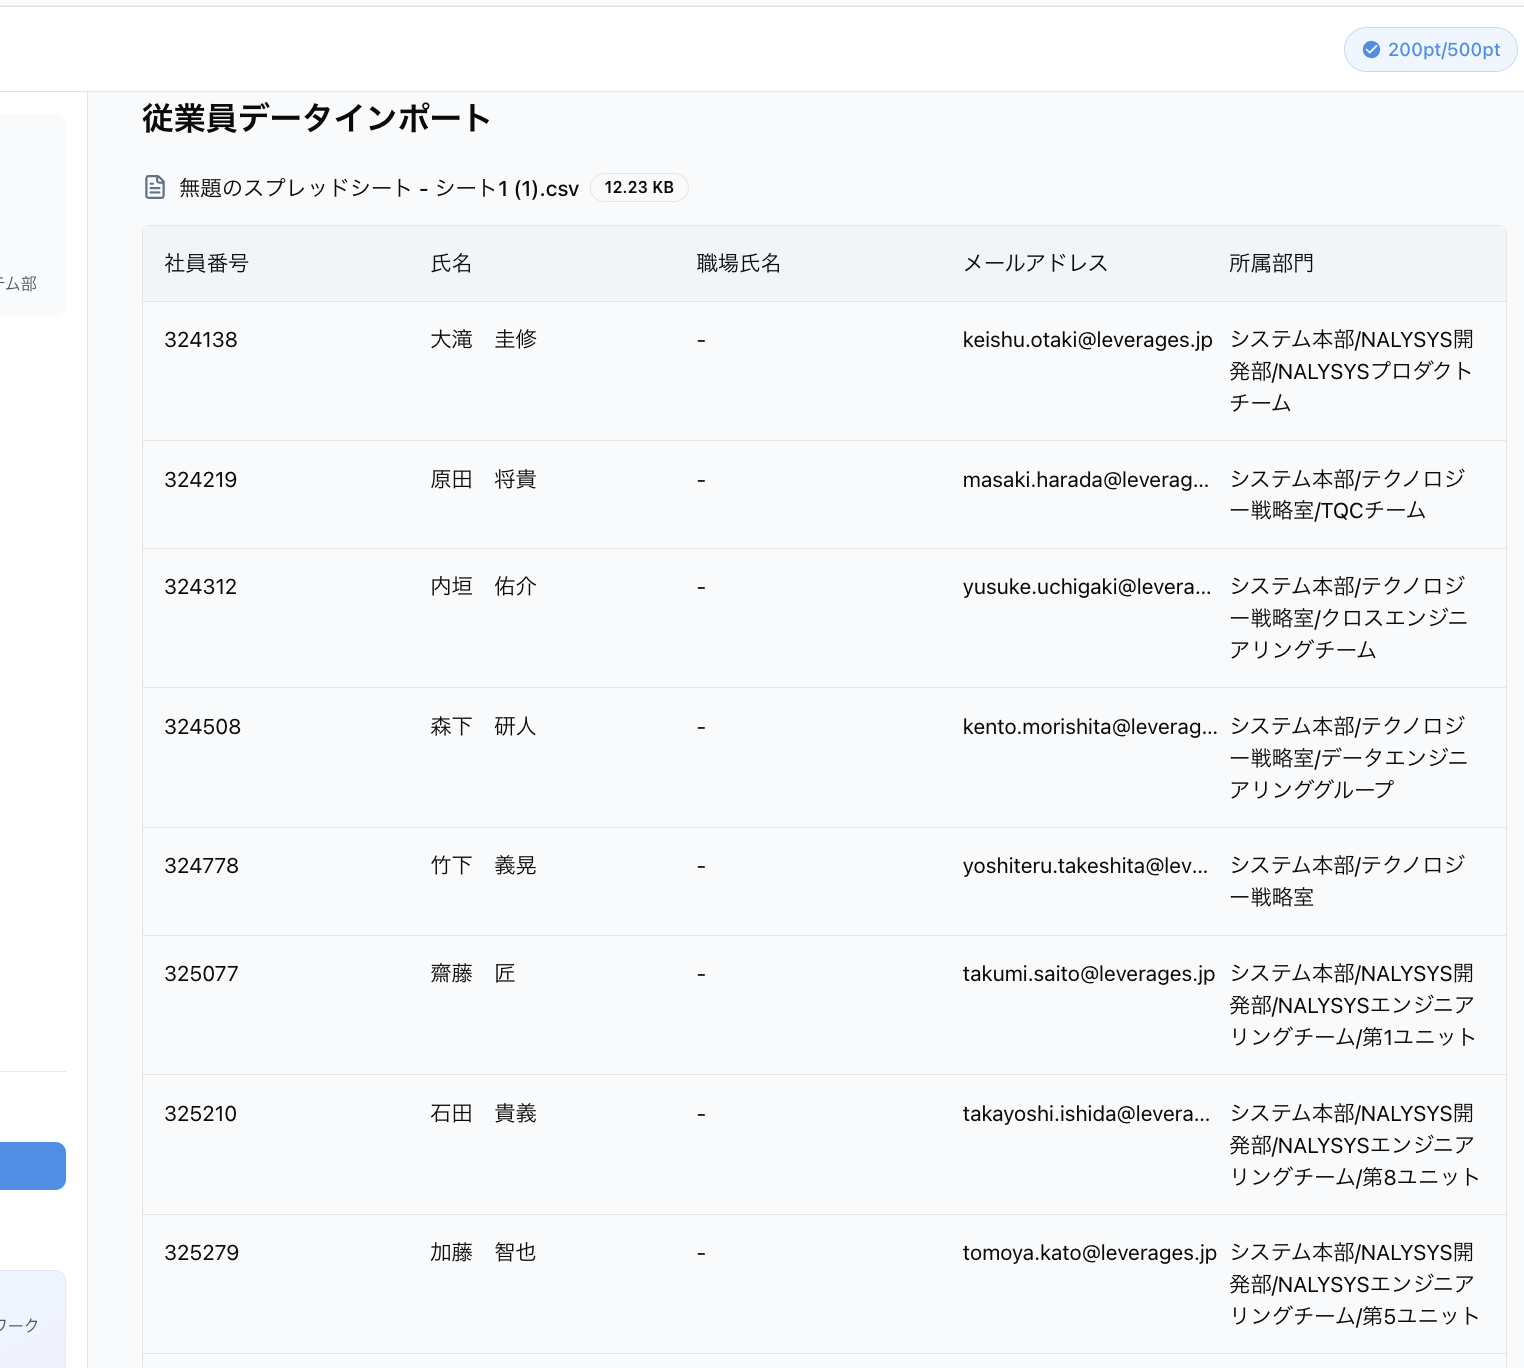 200pt/500pt
従業員データインポート
無題のスプレッドシート - シート1 (1).csv 12.23 KB
テム部
社員番号 氏名 職場氏名 メールアドレス 所属部門
324138 大滝　圭修 - keishu.otaki@leverages.jp システム本部/NALYSYS開
発部/NALYSYSプロダクト
チーム
324219 原田　将貴 - masaki.harada@leverag... システム本部/テクノロジ
ー戦略室/TQCチーム
324312 内垣　佑介 - yusuke.uchigaki@levera... システム本部/テクノロジ
ー戦略室/クロスエンジニ
アリングチーム
324508 森下　研人 - kento.morishita@leverag... システム本部/テクノロジ
ー戦略室/データエンジニ
アリンググループ
324778 竹下　義晃 - yoshiteru.takeshita@lev... システム本部/テクノロジ
ー戦略室
325077 齋藤　匠 - takumi.saito@leverages.jp システム本部/NALYSYS開
発部/NALYSYSエンジニア
リングチーム/第1ユニット
325210 石田　貴義 - takayoshi.ishida@levera... システム本部/NALYSYS開
発部/NALYSYSエンジニア
リングチーム/第8ユニット
325279 加藤　智也 - tomoya.kato@leverages.jp システム本部/NALYSYS開
発部/NALYSYSエンジニア
リングチーム/第5ユニット
ワーク